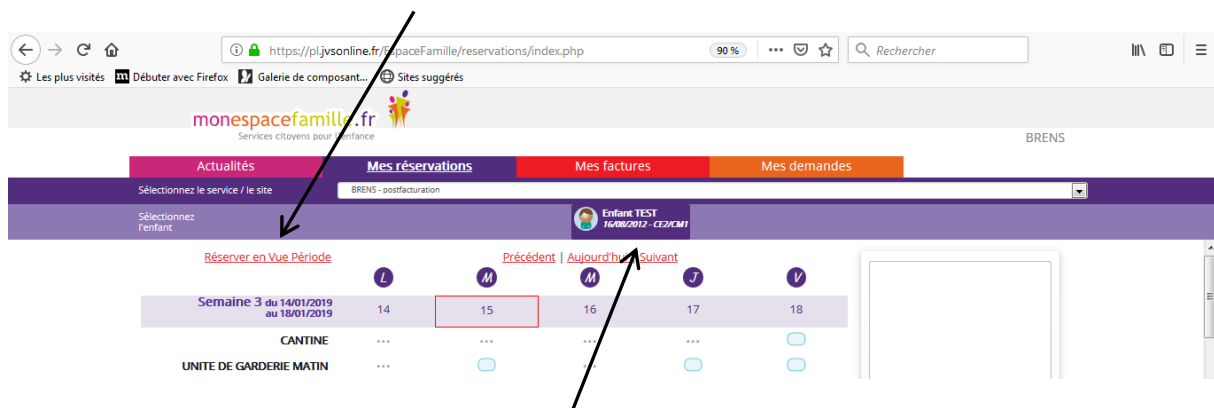 https://pl.jvsonline.fr/EspaceFamille/reservations/index.php 90 % Rechercher
Les plus visités Débuter avec Firefox Galerie de composant... Sites suggérés
monespacefamille.fr
Services citoyens pour l'enfance
BRENS
Actualités Mes réservations Mes factures Mes demandes
Sélectionnez le service / le site BRENS - postfacturation
Sélectionnez
l'enfant
Enfant TEST
16/08/2012 - CE2/CM1
Réserver en Vue Période Précédent | Aujourd'hui | Suivant
L M M J V
Semaine 3 du 14/01/2019
au 18/01/2019
14 15 16 17 18
CANTINE ... ... ... ...
UNITE DE GARDERIE MATIN ... ...